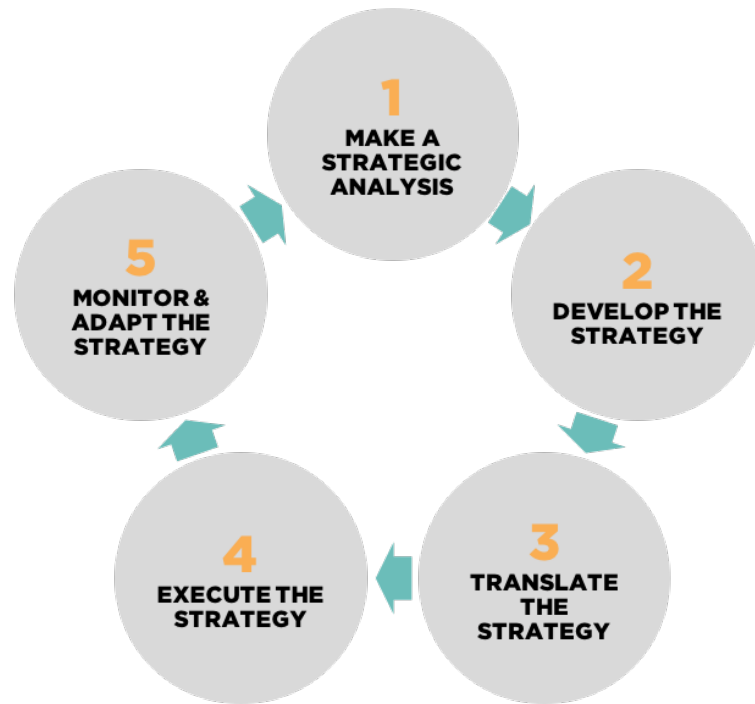 1
MAKE A
STRATEGIC
ANALYSIS
2
DEVELOP THE
STRATEGY
3
TRANSLATE
THE
STRATEGY
4
EXECUTE THE
STRATEGY
5
MONITOR &
ADAPT THE
STRATEGY